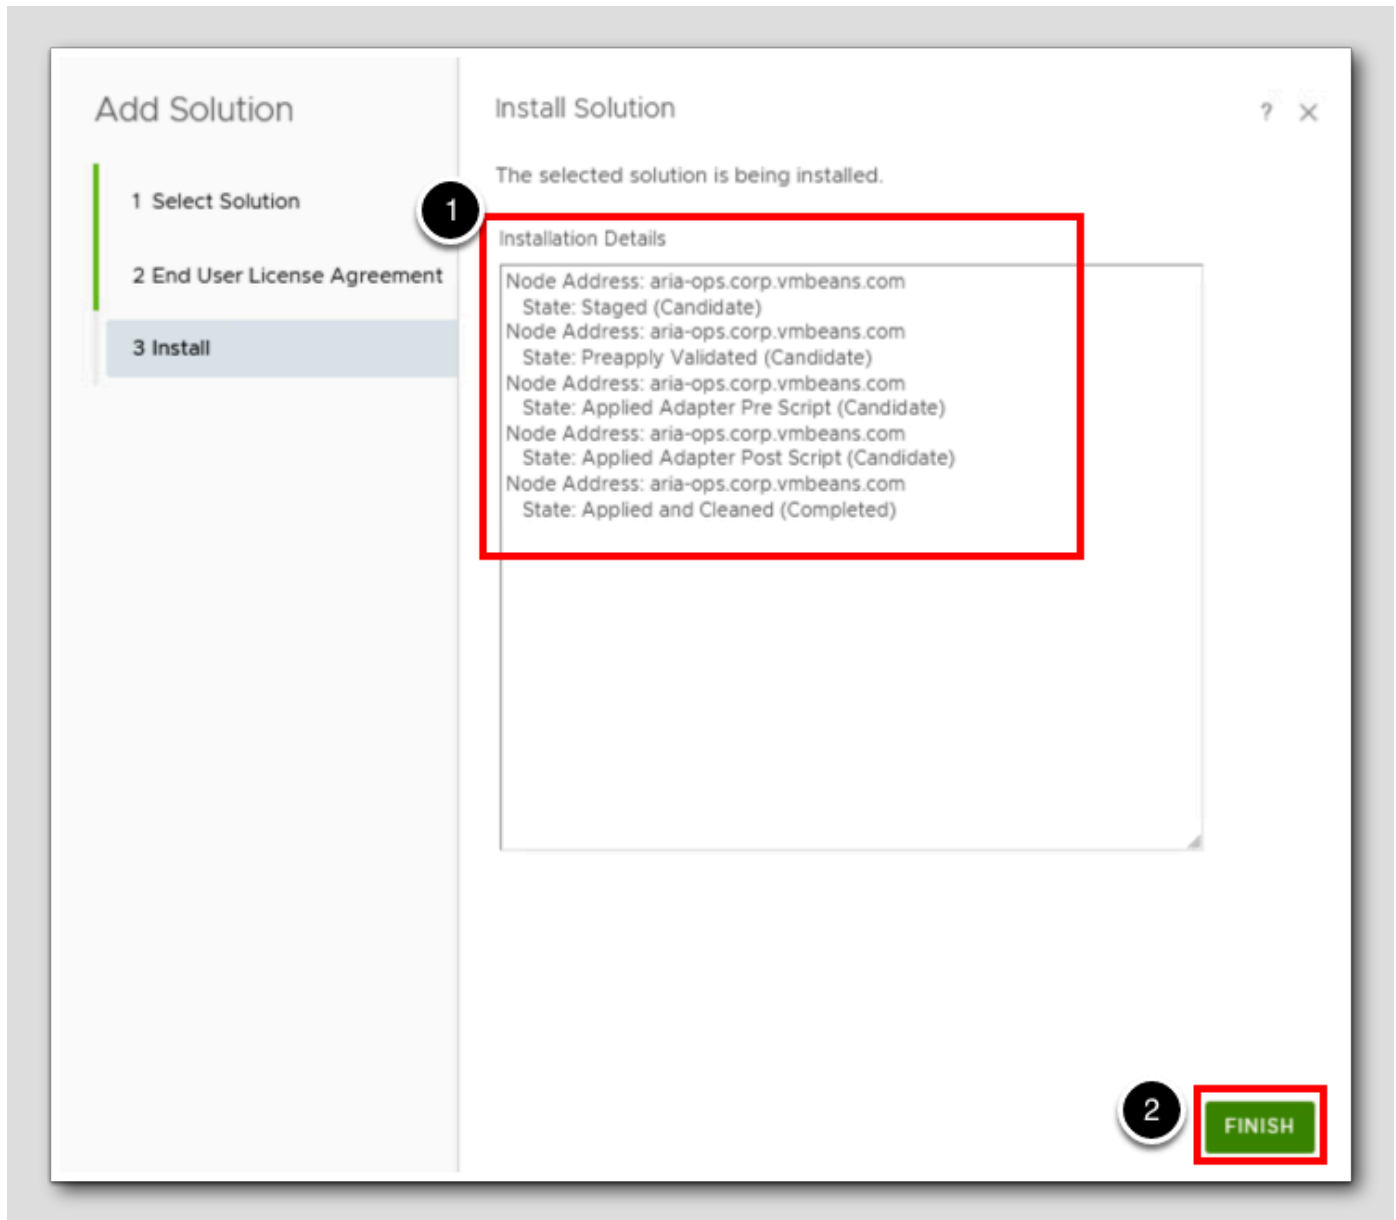 Add Solution
1 Select Solution
2 End User License Agreement
3 Install
Install Solution
? ×
The selected solution is being installed.
1
Installation Details
Node Address: aria-ops.corp.vmbeans.com
State: Staged (Candidate)
Node Address: aria-ops.corp.vmbeans.com
State: Preapply Validated (Candidate)
Node Address: aria-ops.corp.vmbeans.com
State: Applied Adapter Pre Script (Candidate)
Node Address: aria-ops.corp.vmbeans.com
State: Applied Adapter Post Script (Candidate)
Node Address: aria-ops.corp.vmbeans.com
State: Applied and Cleaned (Completed)
2
FINISH